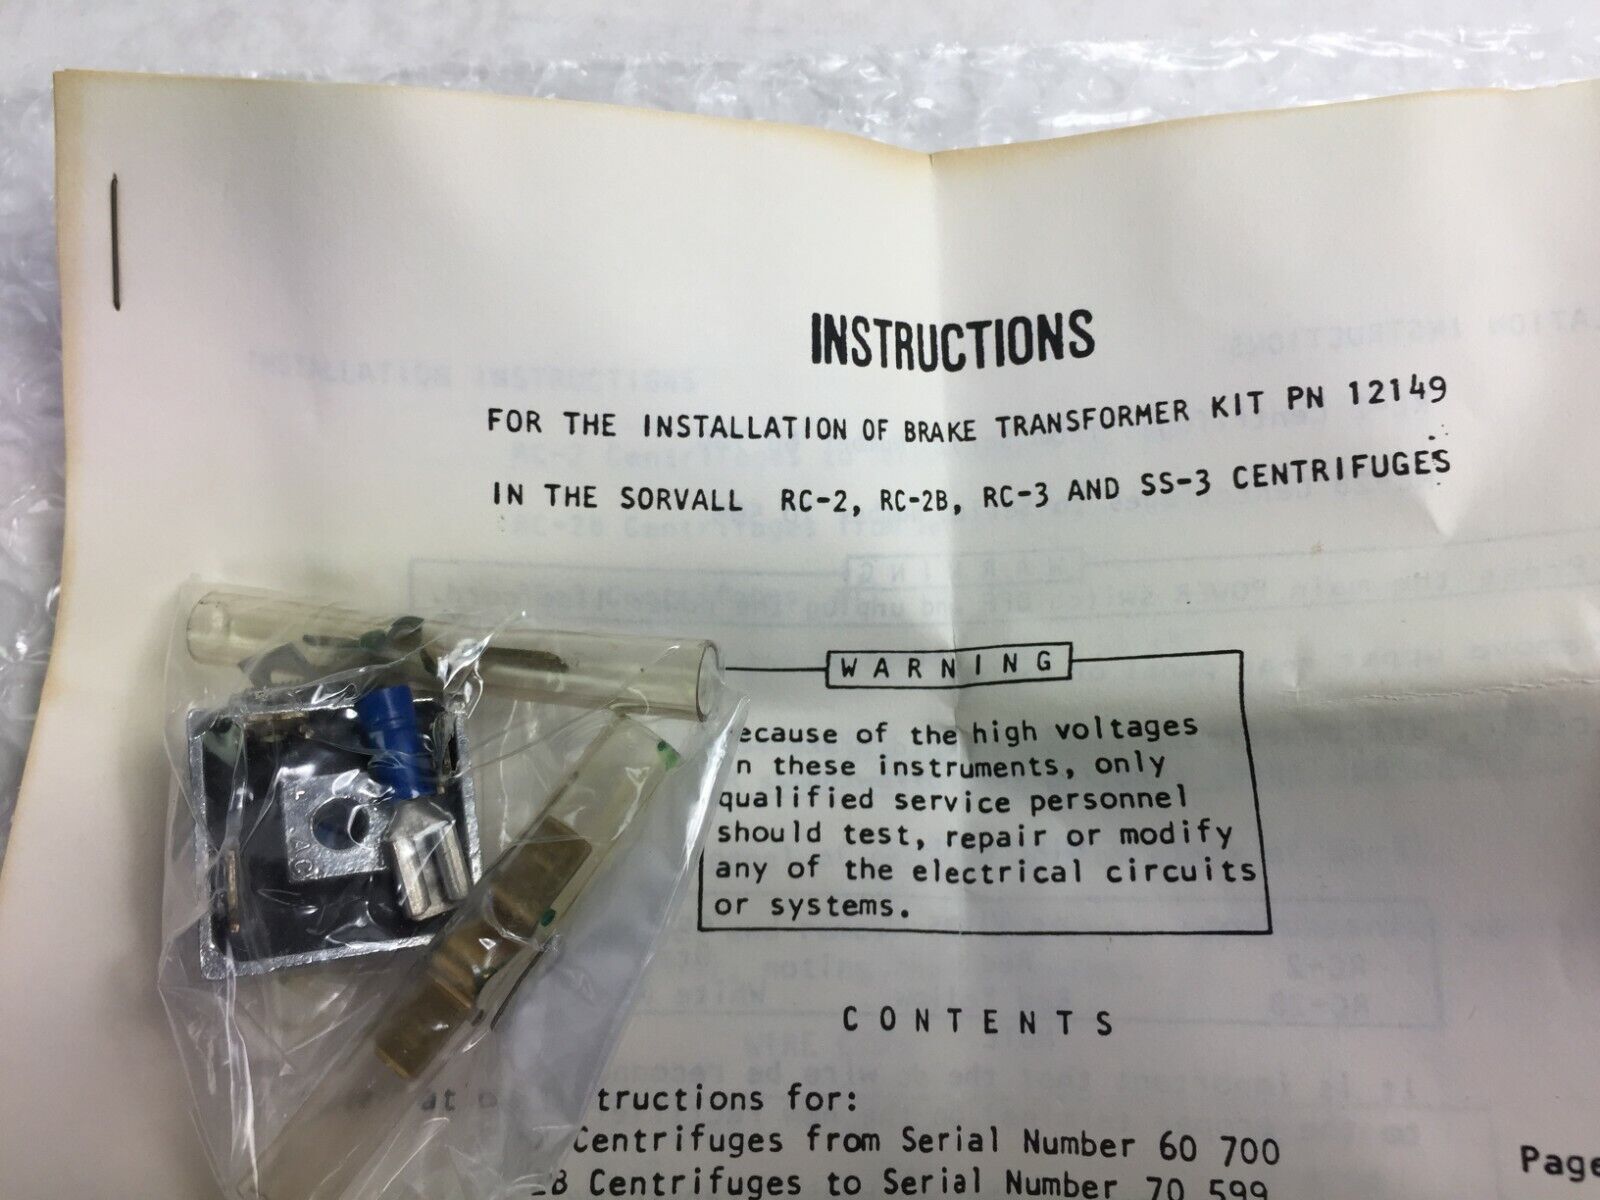 INSTRUCTIONS
FOR THE INSTALLATION OF BRAKE TRANSFORMER KIT PN 12149
IN THE SORVALL RC-2, RC-2B, RC-3 AND SS-3 CENTRIFUGES
WARNING
ecause of the high voltages
n these instruments, only
qualified service personnel
should test, repair or modify
any of the electrical circuits
or systems.
AC
CONTENTS
tructions for:
Centrifuges from Serial Number 60 700
B Centrifuges to Serial Number 70 599
Page